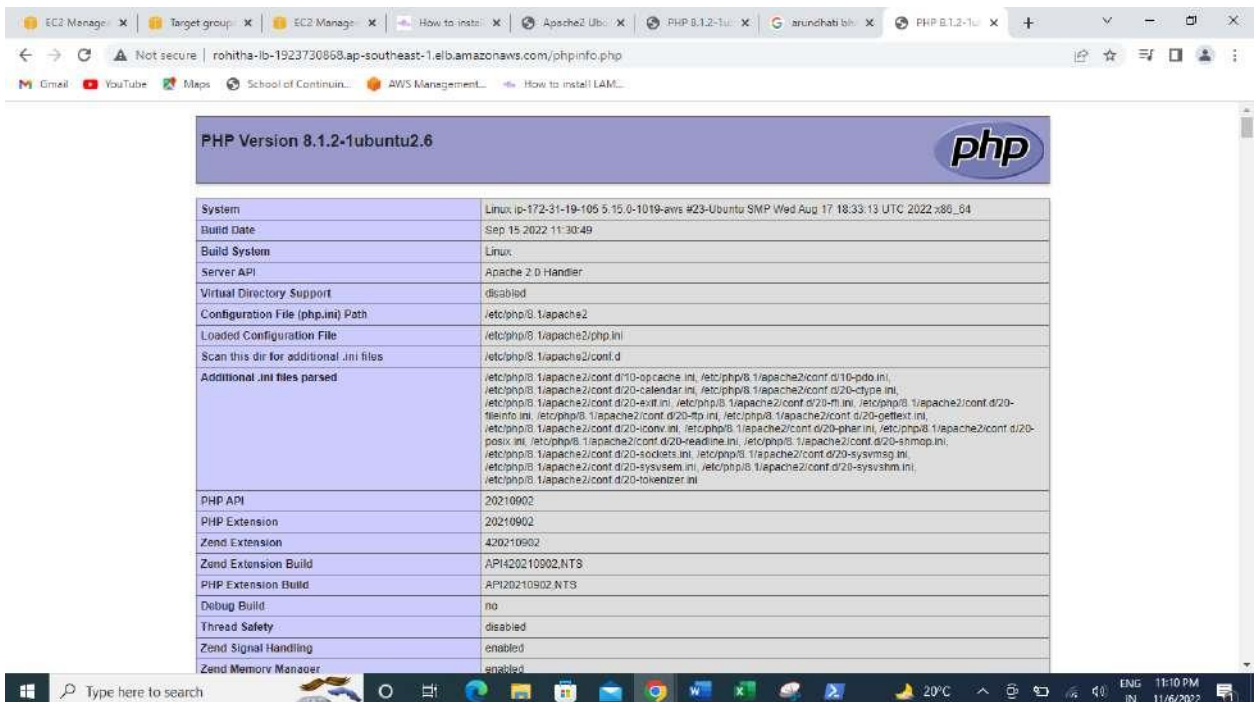 EC2 Manage
Target group
EC2 Manage
How to insta
Apache2 Ubu
PHP 8.1.2-1u
arundhati bh
PHP 8.1.2-1u
Not secure | rohitha-lb-1923730868.ap-southeast-1.elb.amazonaws.com/phpinfo.php
Gmail YouTube Maps School of Continuin... AWS Management... How to install LAM...
PHP Version 8.1.2-1ubuntu2.6
php
System Linux ip-172-31-19-105 5.15.0-1019-aws #23-Ubuntu SMP Wed Aug 17 18:33:13 UTC 2022 x86_64
Build Date Sep 15 2022 11:30:49
Build System Linux
Server API Apache 2.0 Handler
Virtual Directory Support disabled
Configuration File (php.ini) Path /etc/php/8.1/apache2
Loaded Configuration File /etc/php/8.1/apache2/php.ini
Scan this dir for additional .ini files /etc/php/8.1/apache2/conf.d
Additional .ini files parsed /etc/php/8.1/apache2/conf.d/10-opcache.ini, /etc/php/8.1/apache2/conf.d/10-pdo.ini,
/etc/php/8.1/apache2/conf.d/20-calendar.ini, /etc/php/8.1/apache2/conf.d/20-ctype.ini,
/etc/php/8.1/apache2/conf.d/20-exif.ini, /etc/php/8.1/apache2/conf.d/20-ffi.ini, /etc/php/8.1/apache2/conf.d/20-
fileinfo.ini, /etc/php/8.1/apache2/conf.d/20-ftp.ini, /etc/php/8.1/apache2/conf.d/20-gettext.ini,
/etc/php/8.1/apache2/conf.d/20-iconv.ini, /etc/php/8.1/apache2/conf.d/20-phar.ini, /etc/php/8.1/apache2/conf.d/20-
posix.ini, /etc/php/8.1/apache2/conf.d/20-readline.ini, /etc/php/8.1/apache2/conf.d/20-shmop.ini,
/etc/php/8.1/apache2/conf.d/20-sockets.ini, /etc/php/8.1/apache2/conf.d/20-sysvmsg.ini,
/etc/php/8.1/apache2/conf.d/20-sysvsem.ini, /etc/php/8.1/apache2/conf.d/20-sysvshm.ini,
/etc/php/8.1/apache2/conf.d/20-tokenizer.ini
PHP API 20210902
PHP Extension 20210902
Zend Extension 420210902
Zend Extension Build API420210902,NTS
PHP Extension Build API20210902,NTS
Debug Build no
Thread Safety disabled
Zend Signal Handling enabled
Zend Memory Manager enabled
Type here to search
20°C
ENG 11:10 PM
IN 11/6/2022